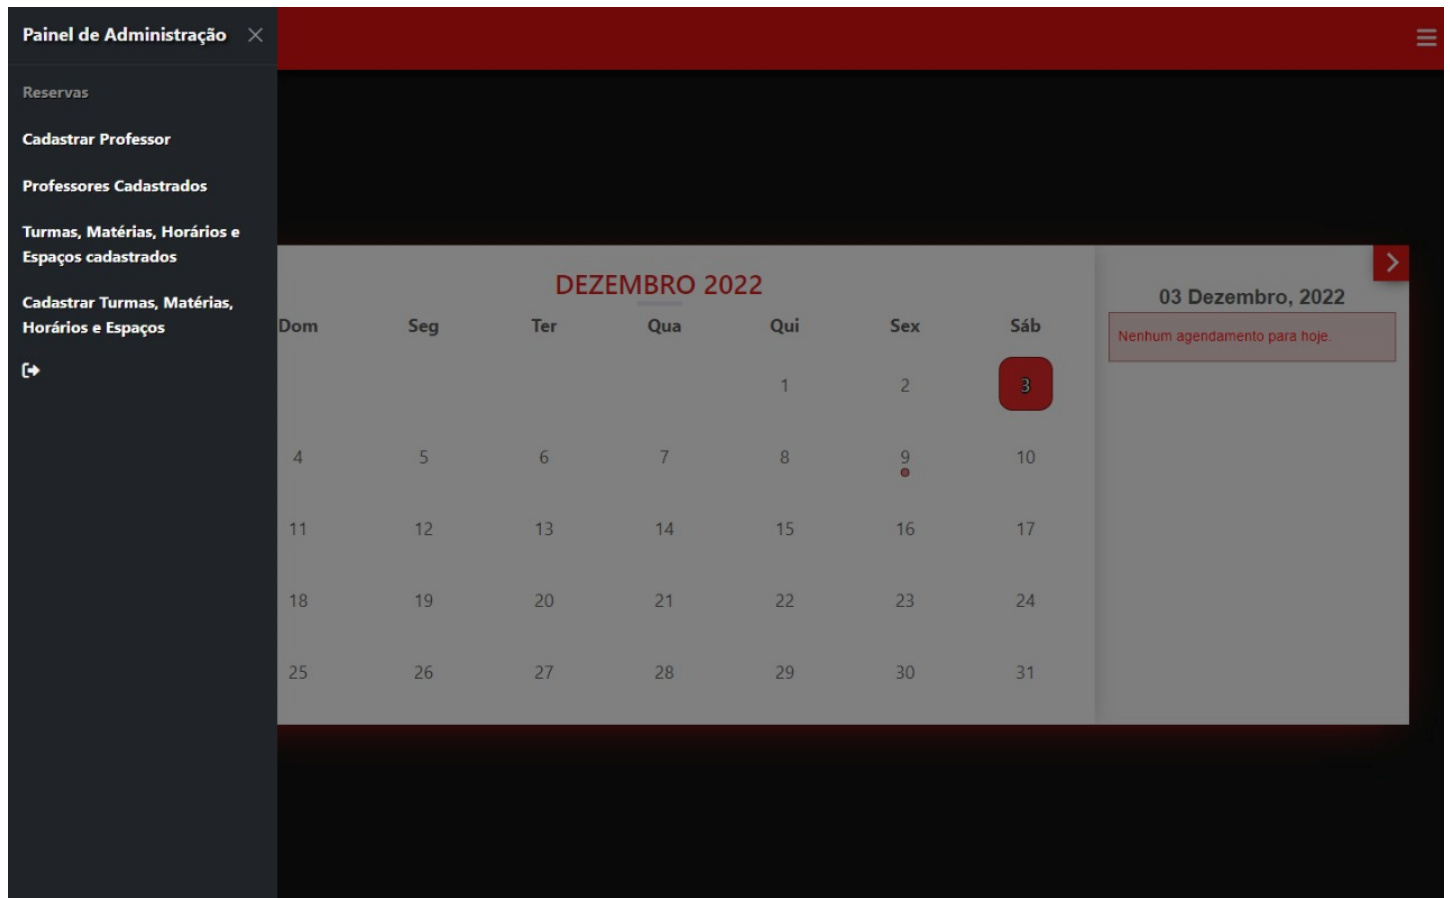 Painel de Administração
Reservas
Cadastrar Professor
Professores Cadastrados
Turmas, Matérias, Horários e
Espaços cadastrados
Cadastrar Turmas, Matérias,
Horários e Espaços
DEZEMBRO 2022
Dom Seg Ter Qua Qui Sex Sáb
1 2 3
4 5 6 7 8 9 10
11 12 13 14 15 16 17
18 19 20 21 22 23 24
25 26 27 28 29 30 31
03 Dezembro, 2022
Nenhum agendamento para hoje.